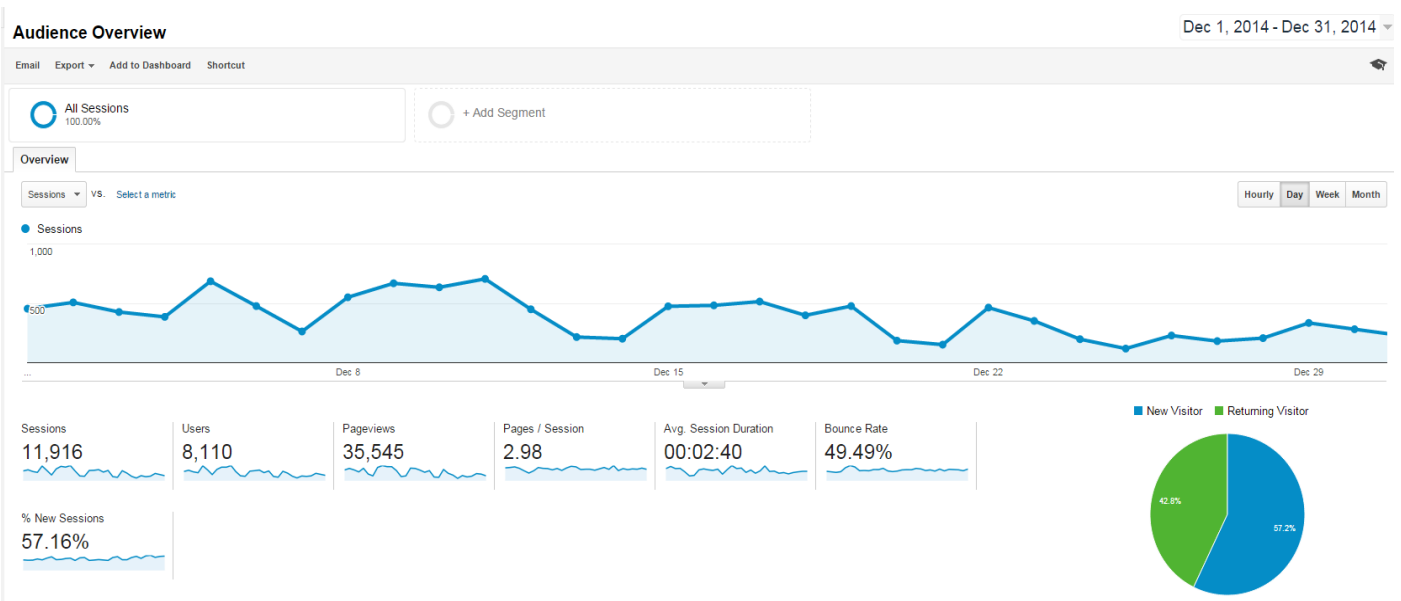 Audience Overview
Dec 1, 2014 - Dec 31, 2014
Email Export Add to Dashboard Shortcut
All Sessions
100.00%
+ Add Segment
Overview
Sessions VS. Select a metric
Hourly Day Week Month
Sessions
1,000
500
... Dec 8 Dec 15 Dec 22 Dec 29
New Visitor Returning Visitor
Sessions Users Pageviews Pages / Session Avg. Session Duration Bounce Rate
11,916 8,110 35,545 2.98 00:02:40 49.49%
42.8%
57.2%
% New Sessions
57.16%